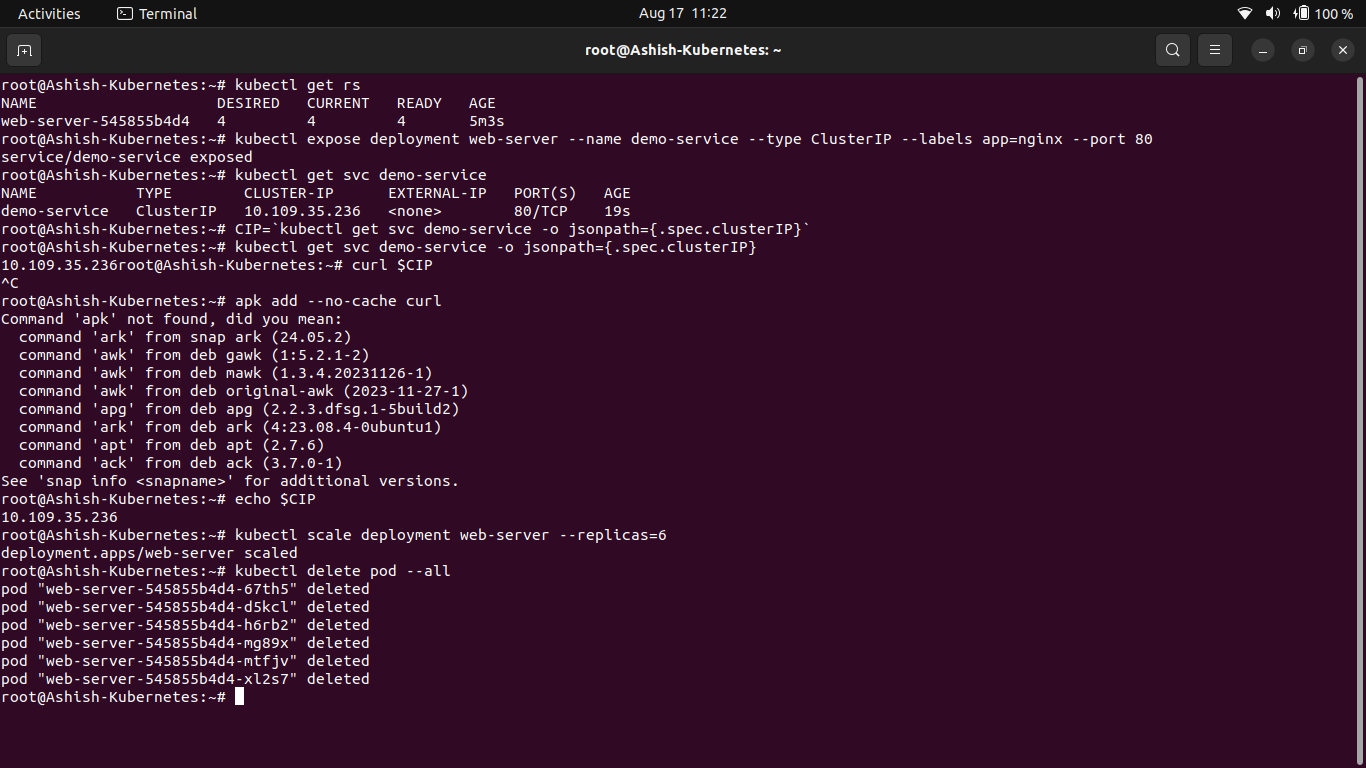 Activities Terminal Aug 17 11:22 100 %
root@Ashish-Kubernetes: ~
root@Ashish-Kubernetes:~# kubectl get rs
NAME                    DESIRED   CURRENT   READY   AGE
web-server-545855b4d4   4         4         4       5m3s
root@Ashish-Kubernetes:~# kubectl expose deployment web-server --name demo-service --type ClusterIP --labels app=nginx --port 80
service/demo-service exposed
root@Ashish-Kubernetes:~# kubectl get svc demo-service
NAME           TYPE        CLUSTER-IP      EXTERNAL-IP   PORT(S)   AGE
demo-service   ClusterIP   10.109.35.236   <none>        80/TCP    19s
root@Ashish-Kubernetes:~# CIP=`kubectl get svc demo-service -o jsonpath={.spec.clusterIP}`
root@Ashish-Kubernetes:~# kubectl get svc demo-service -o jsonpath={.spec.clusterIP}
10.109.35.236root@Ashish-Kubernetes:~# curl $CIP
^C
root@Ashish-Kubernetes:~# apk add --no-cache curl
Command 'apk' not found, did you mean:
  command 'ark' from snap ark (24.05.2)
  command 'awk' from deb gawk (1:5.2.1-2)
  command 'awk' from deb mawk (1.3.4.20231126-1)
  command 'awk' from deb original-awk (2023-11-27-1)
  command 'apg' from deb apg (2.2.3.dfsg.1-5build2)
  command 'ark' from deb ark (4:23.08.4-0ubuntu1)
  command 'apt' from deb apt (2.7.6)
  command 'ack' from deb ack (3.7.0-1)
See 'snap info <snapname>' for additional versions.
root@Ashish-Kubernetes:~# echo $CIP
10.109.35.236
root@Ashish-Kubernetes:~# kubectl scale deployment web-server --replicas=6
deployment.apps/web-server scaled
root@Ashish-Kubernetes:~# kubectl delete pod --all
pod "web-server-545855b4d4-67th5" deleted
pod "web-server-545855b4d4-d5kcl" deleted
pod "web-server-545855b4d4-h6rb2" deleted
pod "web-server-545855b4d4-mg89x" deleted
pod "web-server-545855b4d4-mtfjv" deleted
pod "web-server-545855b4d4-xl2s7" deleted
root@Ashish-Kubernetes:~#